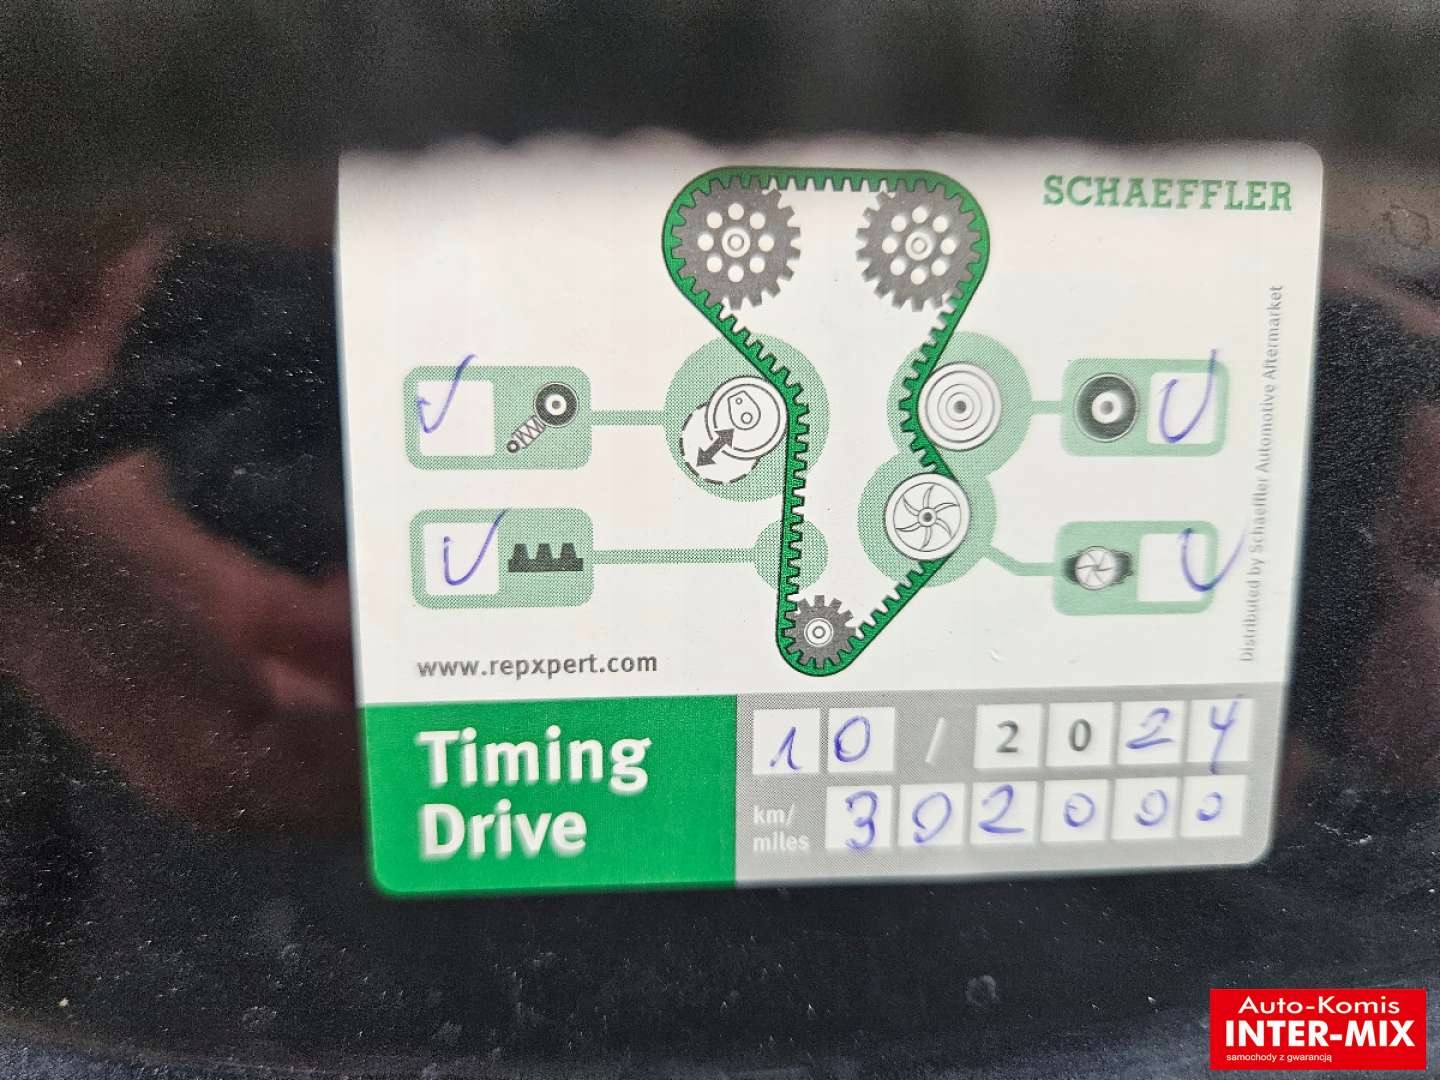 SCHAEFFLER
Distributed by Schaeffler Automotive Aftermarket
www.repxpert.com
Timing
Drive
10 / 2024
km/
miles
302000
Auto-Komis
INTER-MIX
samochody z gwarancją